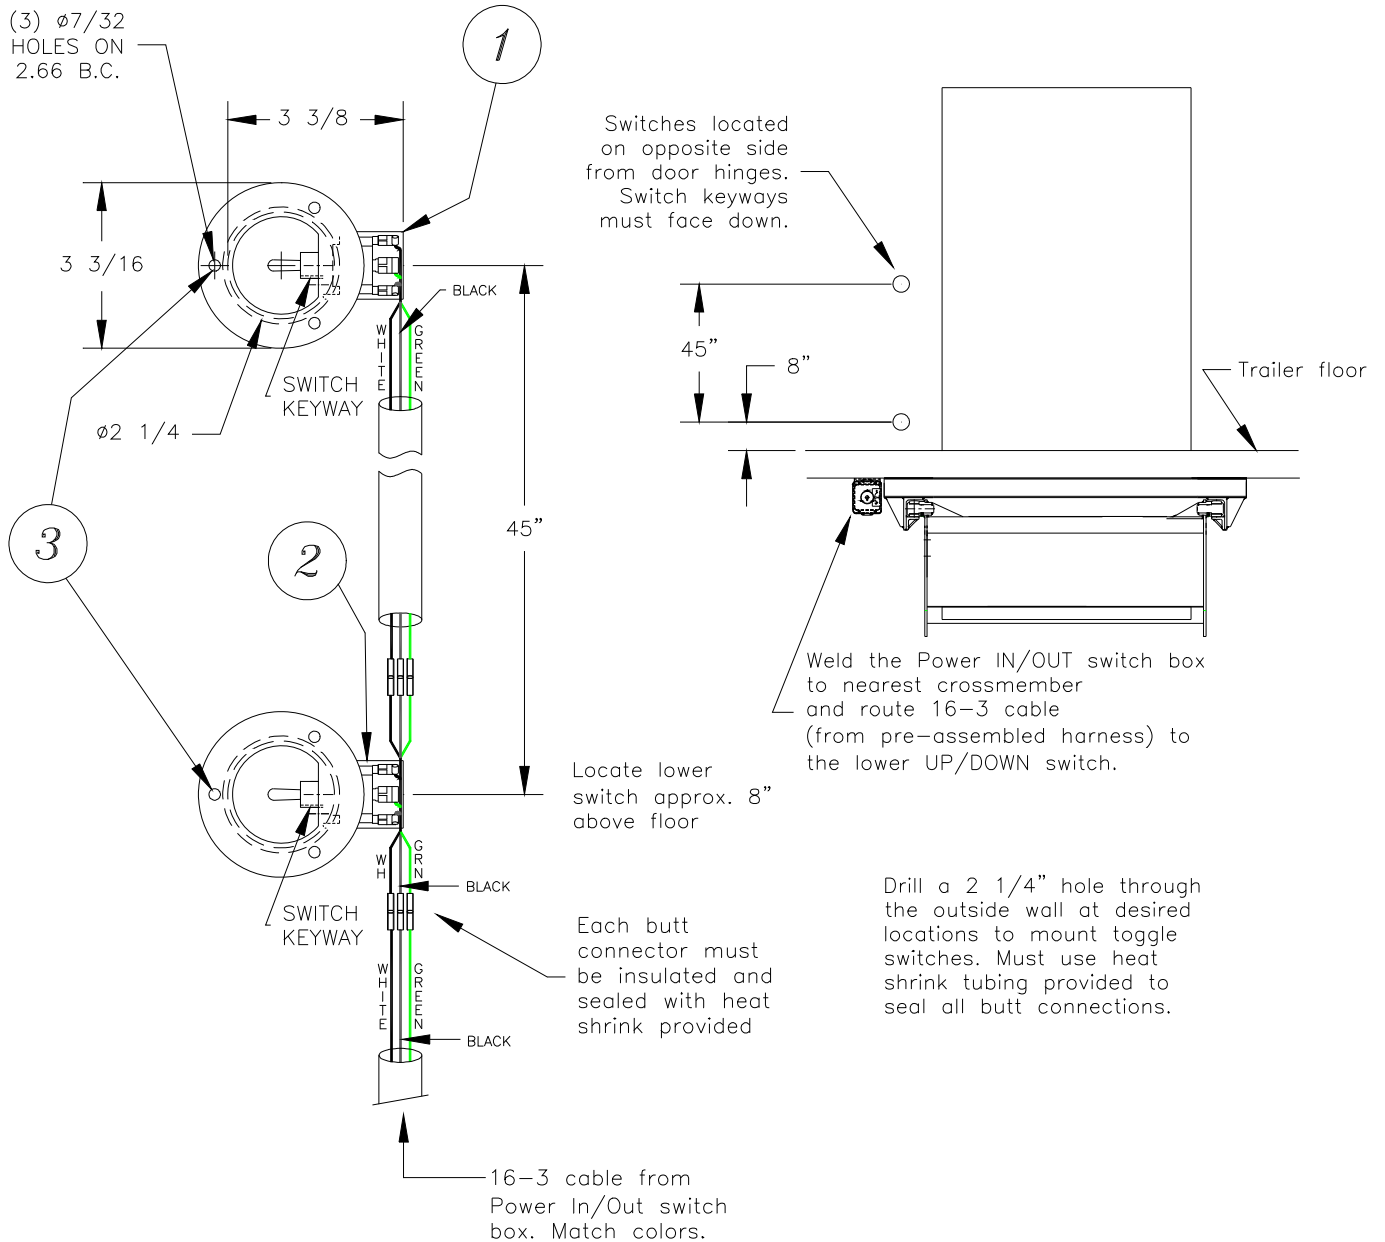 (3) ø7/32
HOLES ON
2.66 B.C.
1
3 3/8
3 3/16
BLACK
WHITE
GREEN
SWITCH
KEYWAY
ø2 1/4
3
2
45”
Switches located
on opposite side
from door hinges.
Switch keyways
must face down.
45”
8”
Trailer floor
Weld the Power IN/OUT switch box
to nearest crossmember
and route 16-3 cable
(from pre-assembled harness) to
the lower UP/DOWN switch.
Locate lower
switch approx. 8”
above floor
WH
GRN
BLACK
SWITCH
KEYWAY
Each butt
connector must
be insulated and
sealed with heat
shrink provided
WHITE
GREEN
BLACK
Drill a 2 1/4” hole through
the outside wall at desired
locations to mount toggle
switches. Must use heat
shrink tubing provided to
seal all butt connections.
16-3 cable from
Power In/Out switch
box. Match colors.